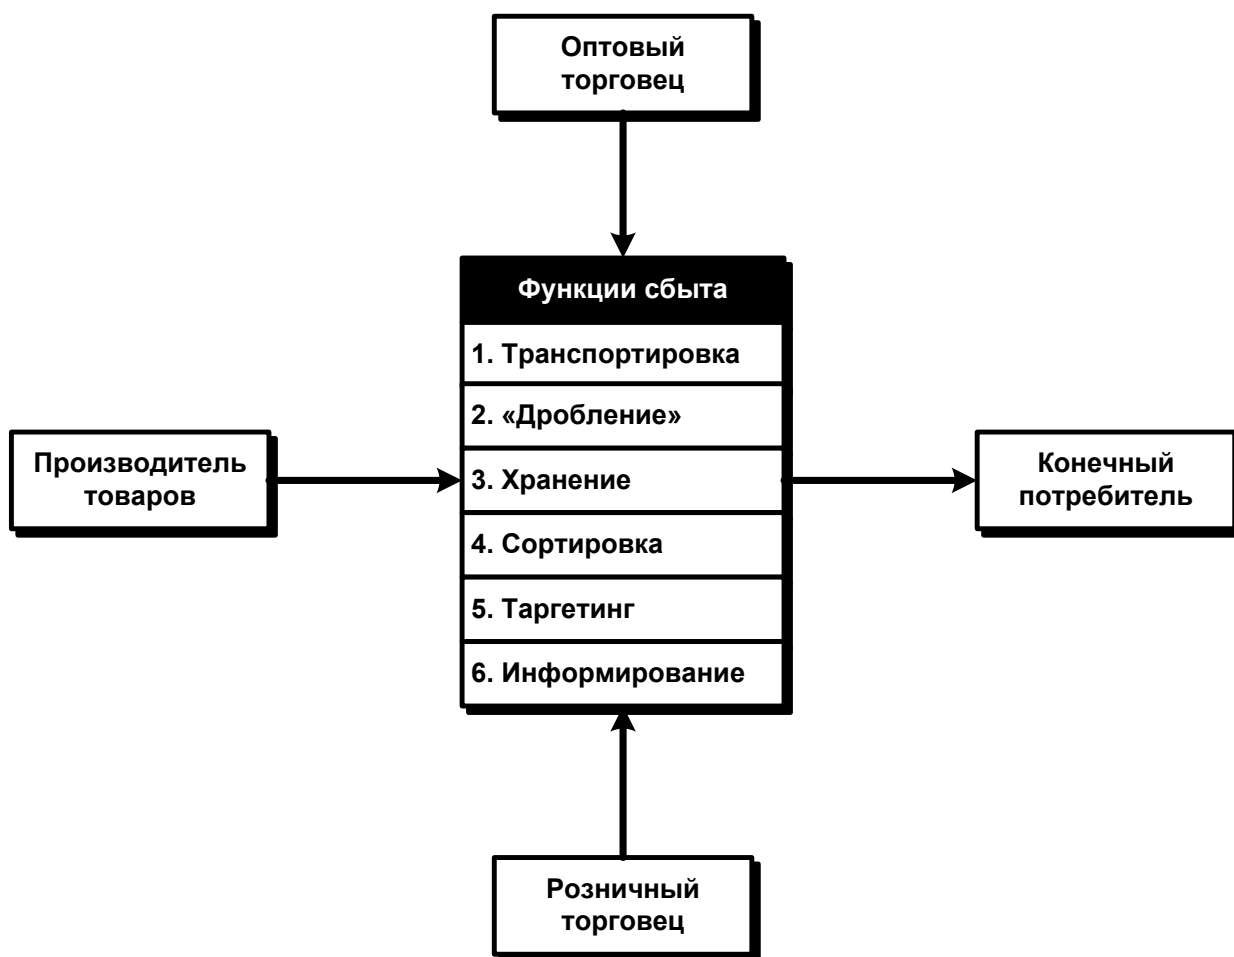 Оптовый
торговец
Функции сбыта
1. Транспортировка
2. «Дробление»
Производитель
товаров
3. Хранение
Конечный
потребитель
4. Сортировка
5. Таргетинг
6. Информирование
Розничный
торговец